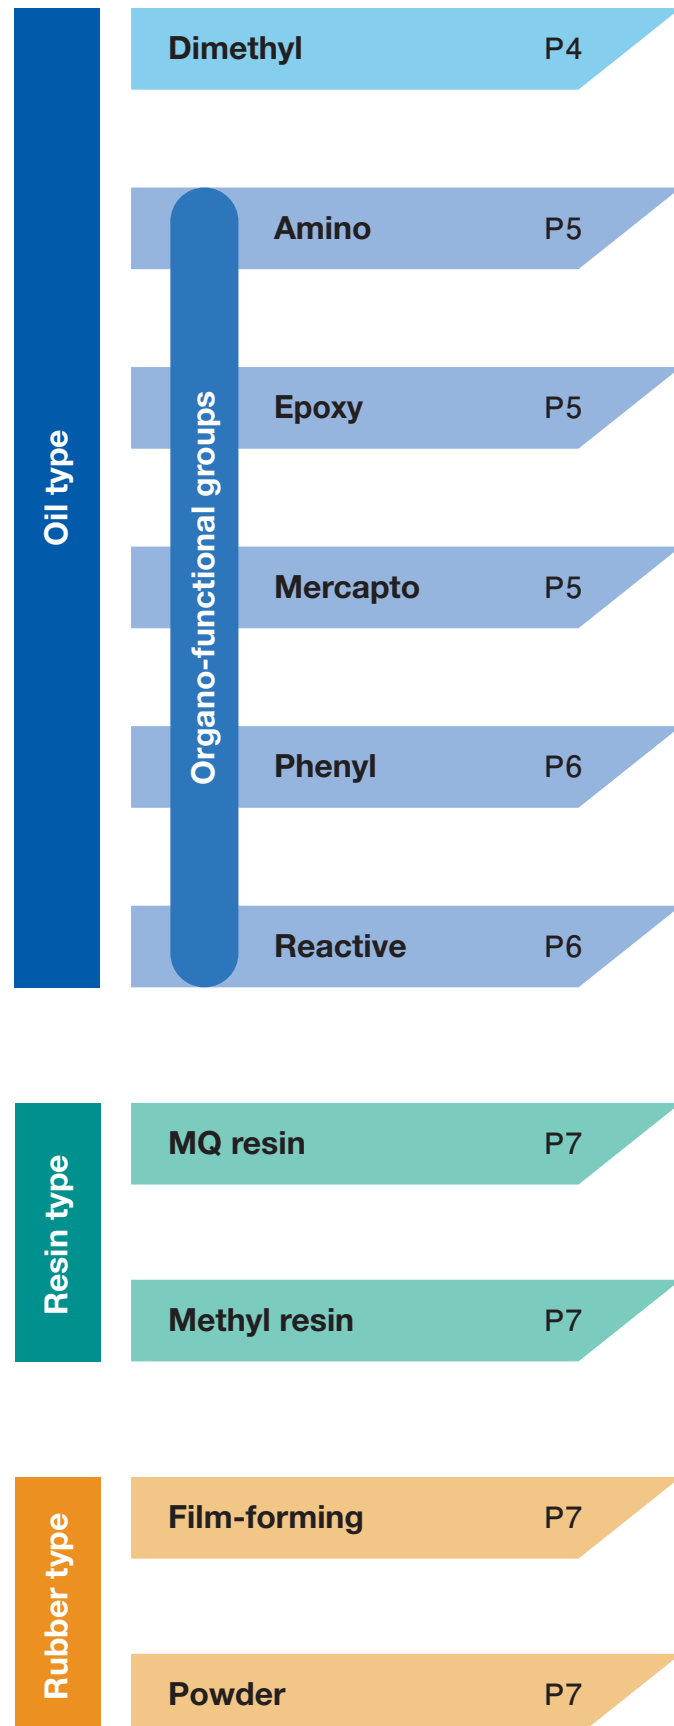 Oil type
Dimethyl P4
Organo-functional groups
Amino P5
Epoxy P5
Mercapto P5
Phenyl P6
Reactive P6
Resin type
MQ resin P7
Methyl resin P7
Rubber type
Film-forming P7
Powder P7